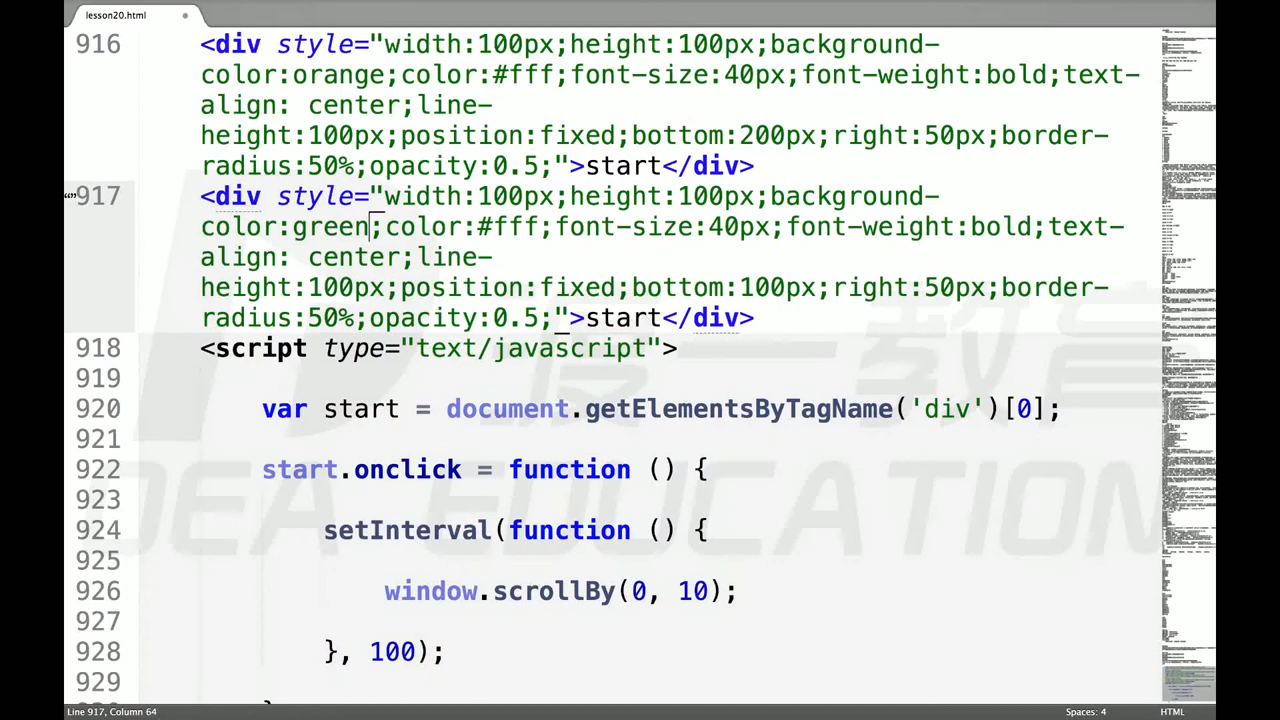 lesson20.html
916 <div style="width:100px;height:100px;background-
color:orange;color:#fff;font-size:40px;font-weight:bold;text-
align: center;line-
height:100px;position:fixed;bottom:200px;right:50px;border-
radius:50%;opacity:0.5;">start</div>
917 <div style="width:100px;height:100px;background-
color:green;color:#fff;font-size:40px;font-weight:bold;text-
align: center;line-
height:100px;position:fixed;bottom:100px;right:50px;border-
radius:50%;opacity:0.5;">start</div>
918 <script type="text/javascript">
919
920 var start = document.getElementsByTagName('div')[0];
921
922 start.onclick = function () {
923
924 setInterval(function () {
925
926 window.scrollBy(0, 10);
927
928 }, 100);
929
Line 917, Column 64
Spaces: 4
HTML